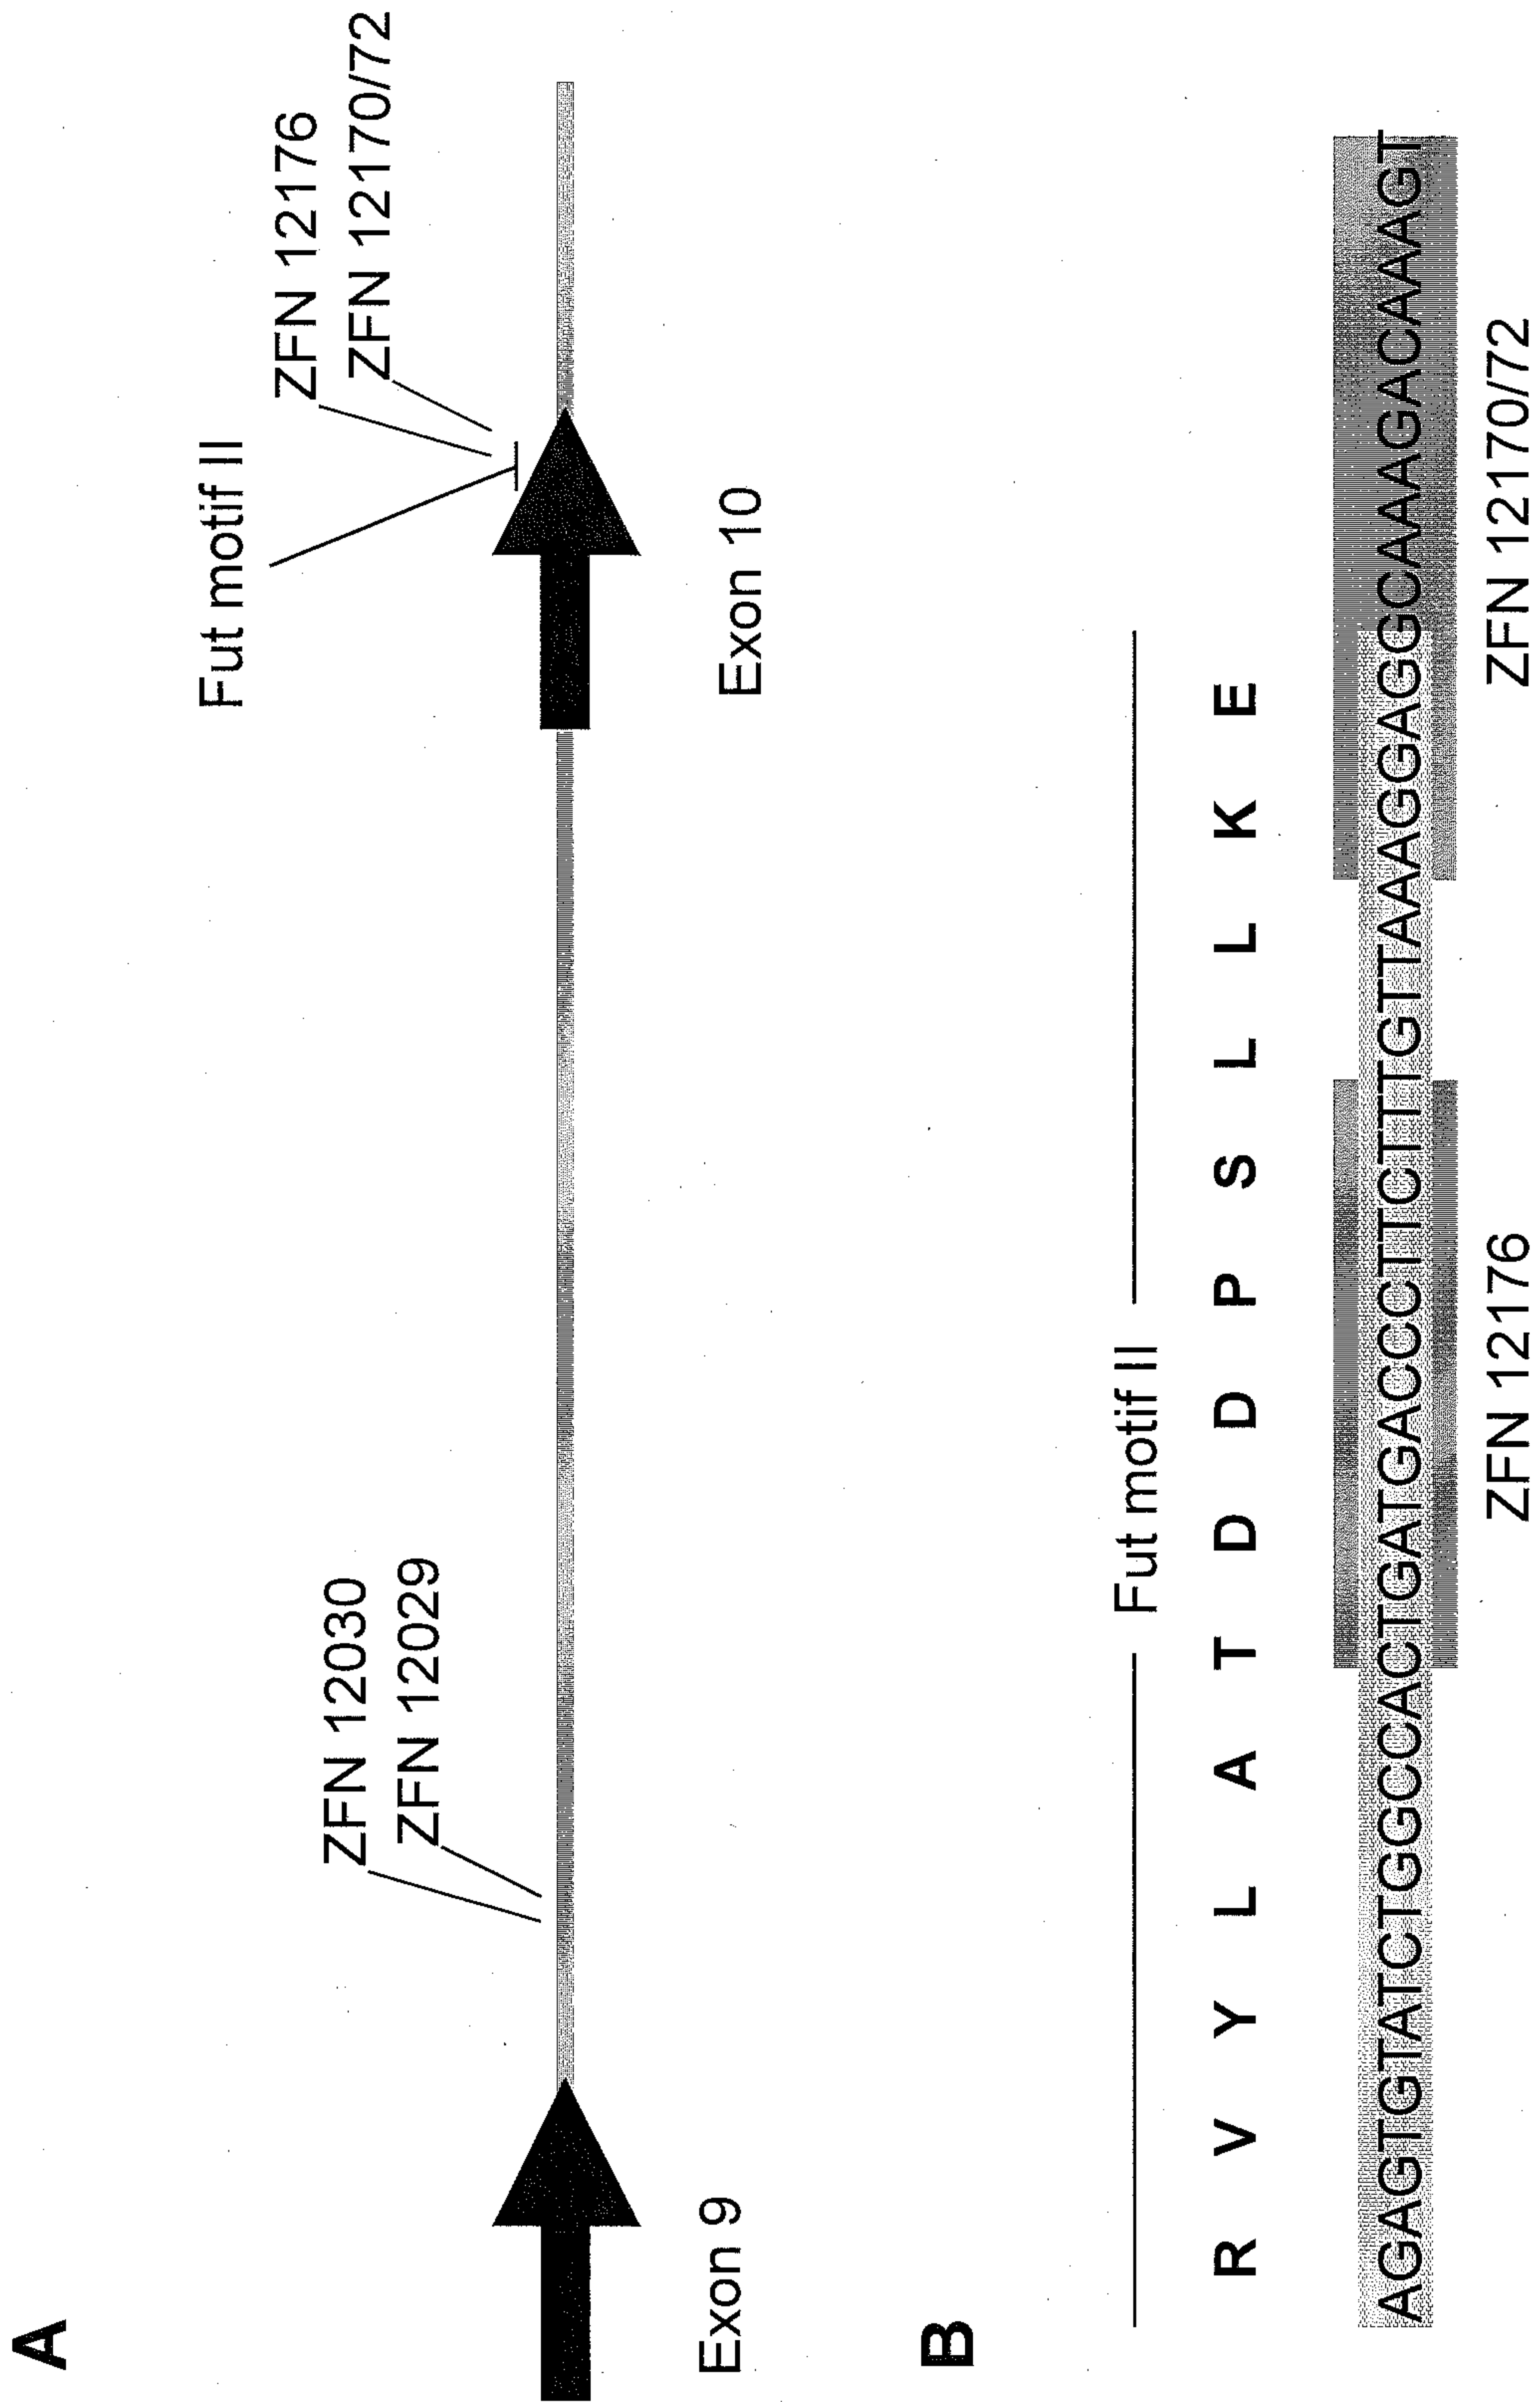 A
ZFN 12030
ZFN 12029
Fut motif II
ZFN 12176
ZFN 12170/72
Exon 9
Exon 10
B
Fut motif II
R V Y L A T D D P S L L K E
AGAGTGTATCTGGCCACTGATGACCCTTCTTTGTTAAAGGAGGCAAAGACAAAGT
ZFN 12176
ZFN 12170/72